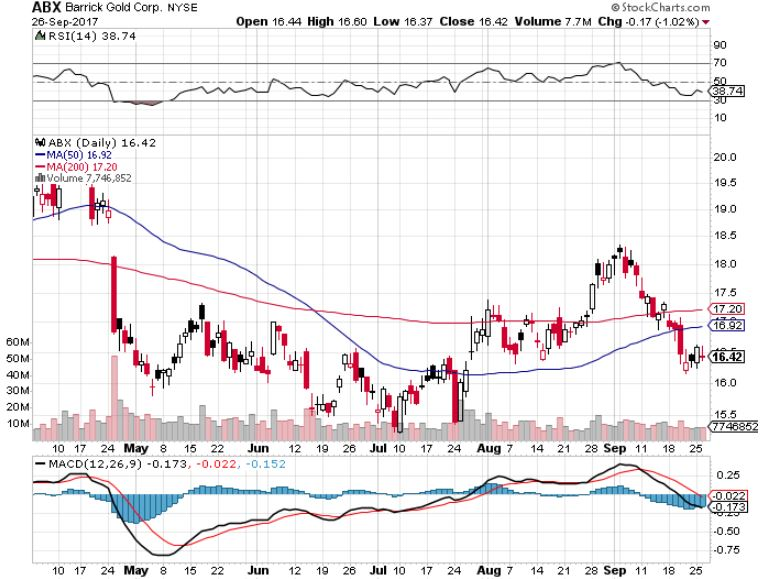 ABX Barrick Gold Corp. NYSE © StockCharts.com
26-Sep-2017 Open 16.44 High 16.60 Low 16.37 Close 16.42 Volume 7.7M Chg -0.17 (-1.02%)
RSI(14) 38.74
90
70
50
38.74
30
10
ABX (Daily) 16.42
MA(50) 16.92
MA(200) 17.20
Volume 7,746,852
20.0
19.5
19.0
18.5
18.0
17.5
17.20
16.92
16.42
16.0
15.5
7746852
60M
50M
40M
30M
20M
10M
10 17 24 May 8 15 22 Jun 12 19 26 Jul 10 17 24 Aug 7 14 21 28 Sep 11 18 25
MACD(12,26,9) -0.173, -0.022, -0.152
0.25
-0.022
-0.173
-0.50
-0.75
10 17 24 May 8 15 22 Jun 12 19 26 Jul 10 17 24 Aug 7 14 21 28 Sep 11 18 25